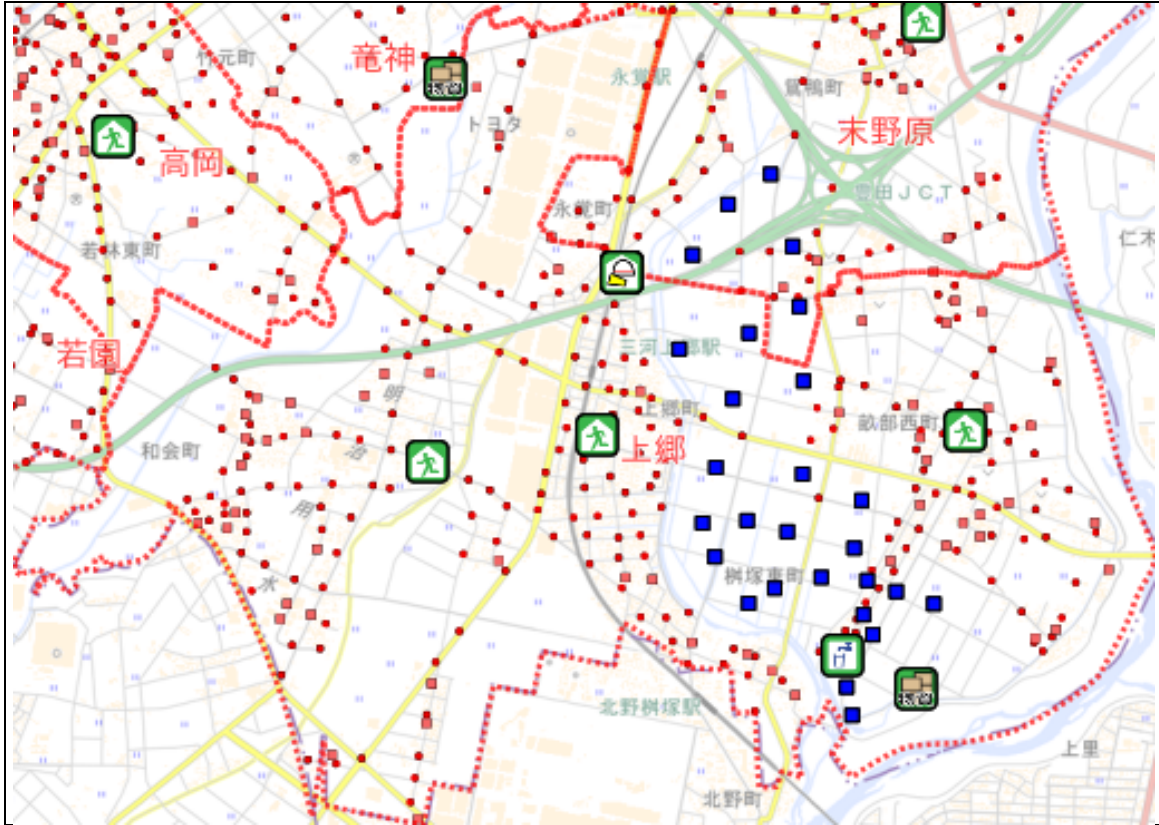 竹元町
竜神
永覚駅
鴛鴨町
トヨタ
末野原
高岡
豊田JCT
永覚町
仁木
若林東町
三河上郷駅
若園
明
上郷町
畝部西町
和会町
治
上郷
用
水
桝塚東町
北野桝塚駅
上里
北野町